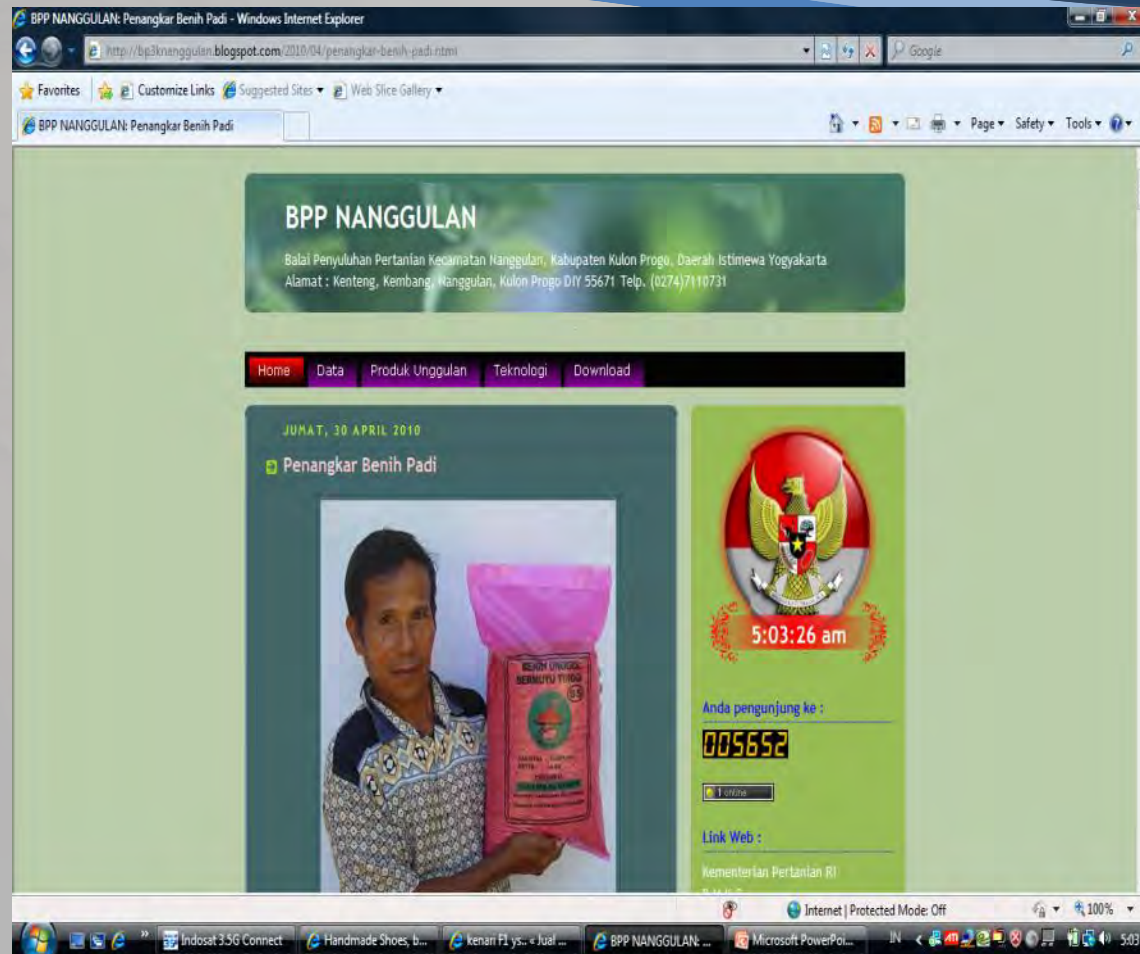 BPP NANGGULAN: Penangkar Benih Padi - Windows Internet Explorer
http://bp3knanggulan.blogspot.com/2010/04/penangkar-benih-padi.html
Google
Favorites Customize Links Suggested Sites Web Slice Gallery
BPP NANGGULAN: Penangkar Benih Padi
Page Safety Tools
BPP NANGGULAN
Balai Penyuluhan Pertanian Kecamatan Nanggulan, Kabupaten Kulon Progo, Daerah Istimewa Yogyakarta
Alamat : Kenteng, Kembang, Nanggulan, Kulon Progo DIY 55671 Telp. (0274)7110731
Home Data Produk Unggulan Teknologi Download
JUMAT, 30 APRIL 2010
Penangkar Benih Padi
BENIH UNGGUL
BERMUTU TINGGI
5:03:26 am
Anda pengunjung ke :
005652
1 online
Link Web :
Kementerian Pertanian RI
Internet | Protected Mode: Off
100%
Indosat 3.5G Connect
Handmade Shoes, b...
kenari F1 ys.. « Jual ...
BPP NANGGULAN: ...
Microsoft PowerPoi...
IN
5:03